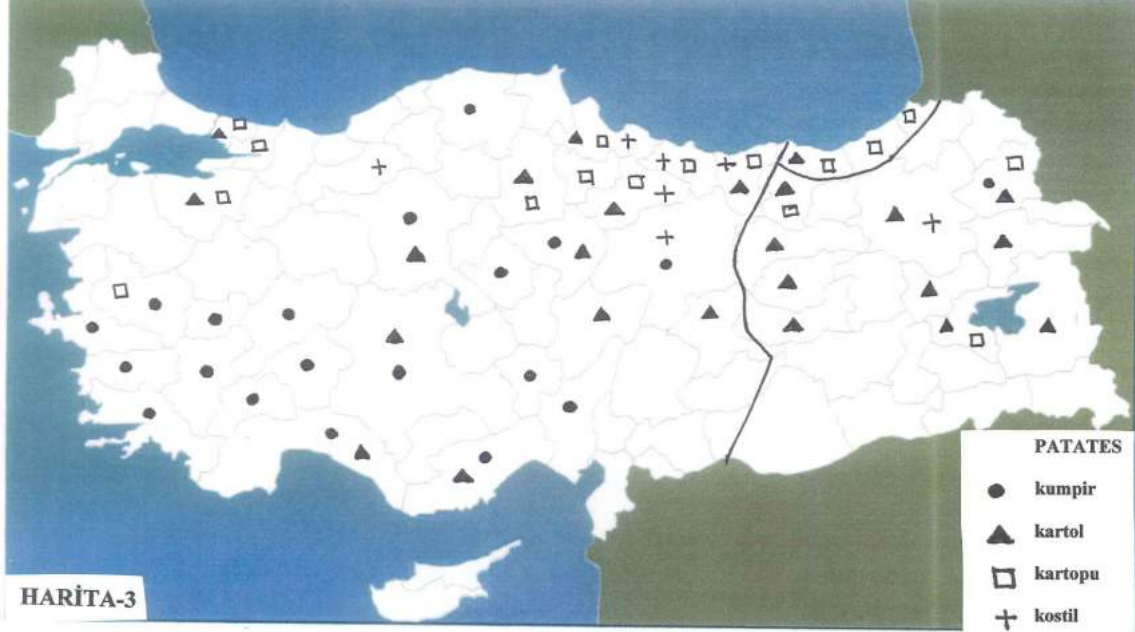 HARİTA-3
PATATES
kumpir
kartol
kartopu
kostil